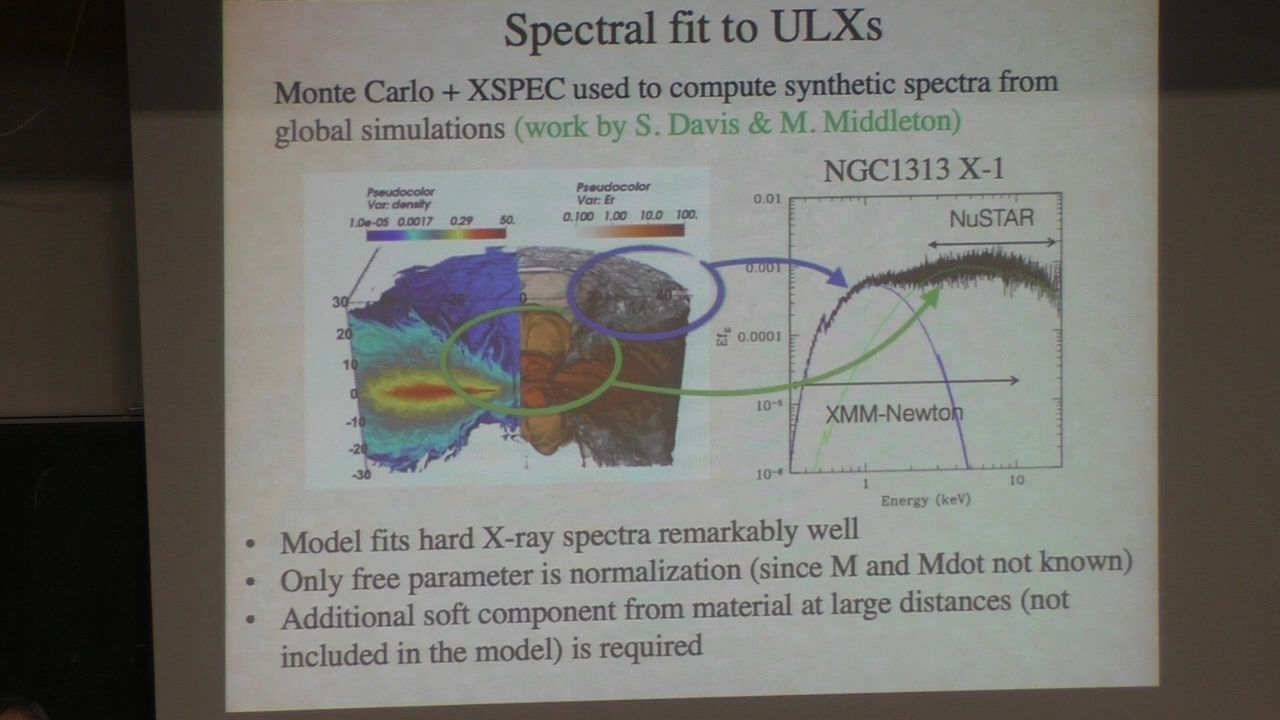 Spectral fit to ULXs
Monte Carlo + XSPEC used to compute synthetic spectra from
global simulations (work by S. Davis & M. Middleton)
Pseudocolor
Var: density
1.0e-05 0.0017 0.29 50.
Pseudocolor
Var: Er
0.100 1.00 10.0 100.
30
20
10
0
-10
-20
-30
-20
0
40
NGC1313 X-1
0.01
0.001
0.0001
10⁻⁵
10⁻⁶
NuSTAR
XMM-Newton
1
10
Energy (keV)
• Model fits hard X-ray spectra remarkably well
• Only free parameter is normalization (since M and Mdot not known)
• Additional soft component from material at large distances (not
included in the model) is required